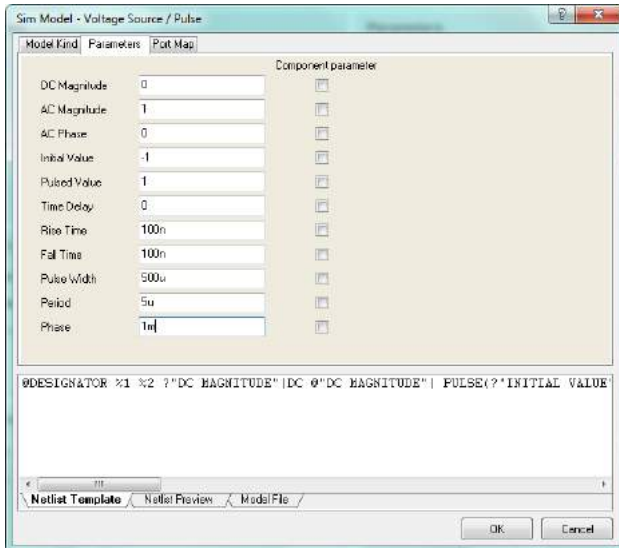 Sim Model - Voltage Source / Pulse
Model Kind Parameters Port Map
Component parameter
DC Magnitude 0
AC Magnitude 1
AC Phase 0
Initial Value -1
Pulsed Value 1
Time Delay 0
Rise Time 100n
Fall Time 100n
Pulse Width 500u
Period 5u
Phase 1m
@DESIGNATOR %1 %2 ?"DC MAGNITUDE"|DC @"DC MAGNITUDE"| PULSE(?"INITIAL VALUE"
Netlist Template Netlist Preview Model File
OK Cancel